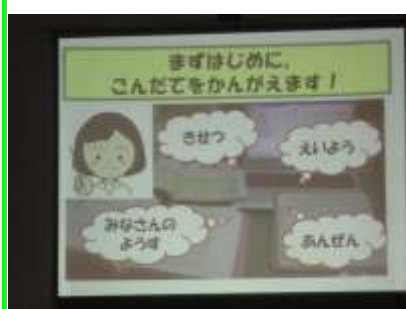 まずはじめに、
こんだてをかんがえます！
きせつ
えいよう
みなさんの
ようす
あんぜん